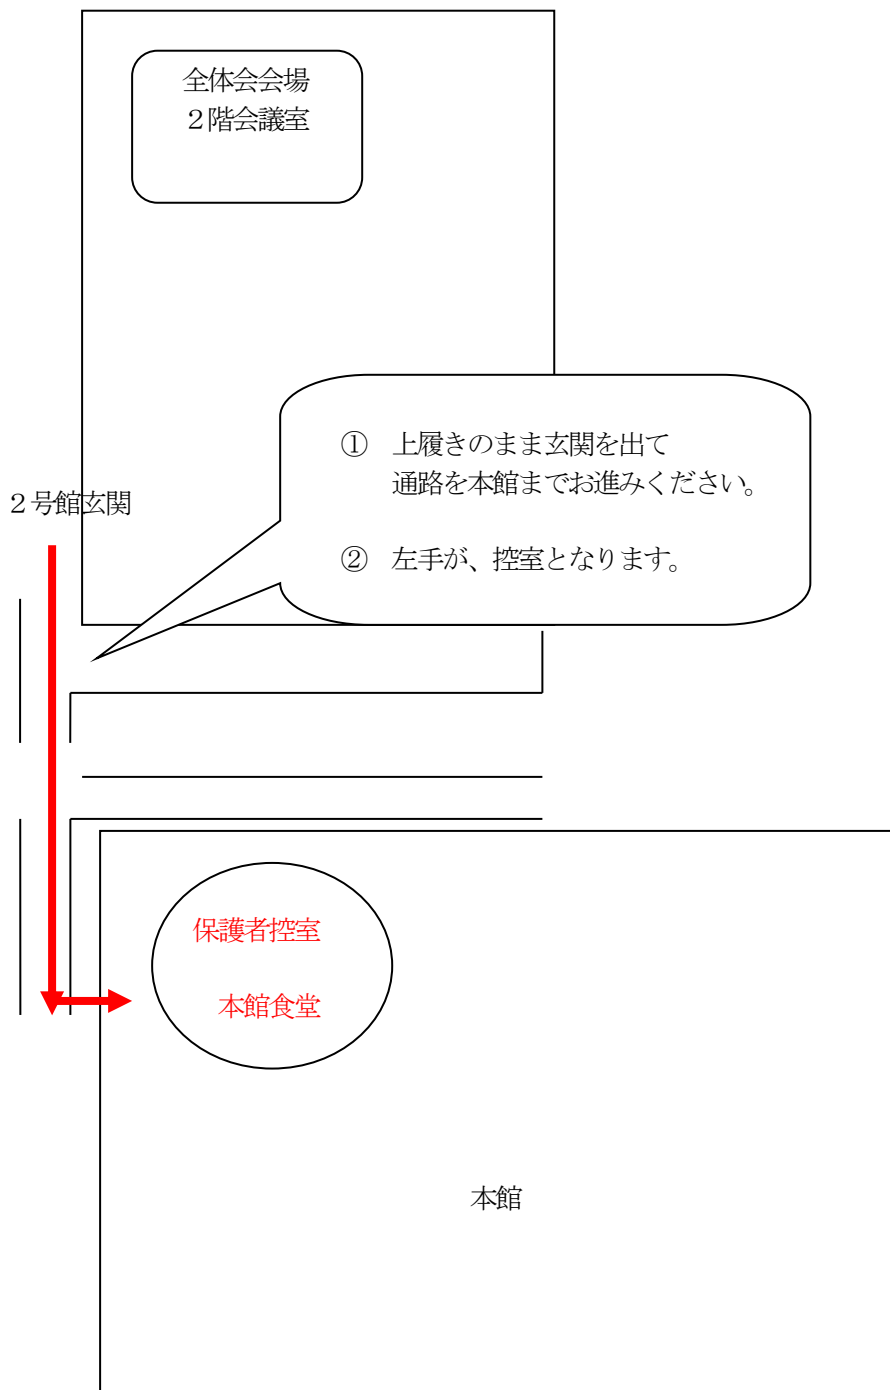 全体会会場
２階会議室
①　上履きのまま玄関を出て
通路を本館までお進みください。
２号館玄関
②　左手が、控室となります。
保護者控室
本館食堂
本館